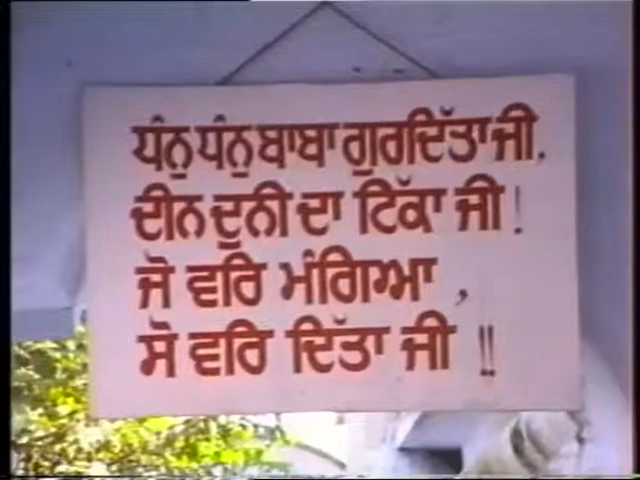 ਧੰਨੁ ਧੰਨੁ ਬਾਬਾ ਗੁਰਦਿੱਤਾ ਜੀ.
ਦੀਨ ਦੁਨੀ ਦਾ ਟਿੱਕਾ ਜੀ !
ਜੋ ਵਰਿ ਮੰਗਿਆ ,
ਸੋ ਵਰਿ ਦਿੱਤਾ ਜੀ !!